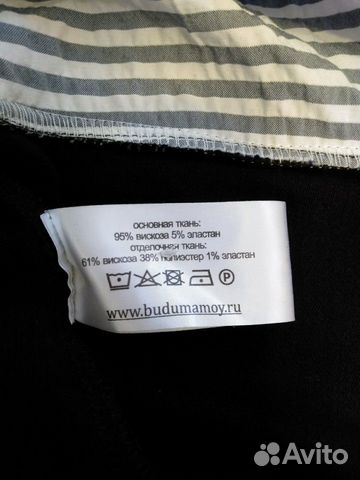 основная ткань:
95% вискоза 5% эластан
отделочная ткань:
61% вискоза 38% полиэстер 1% эластан
P
www.budumamoy.ru
Avito